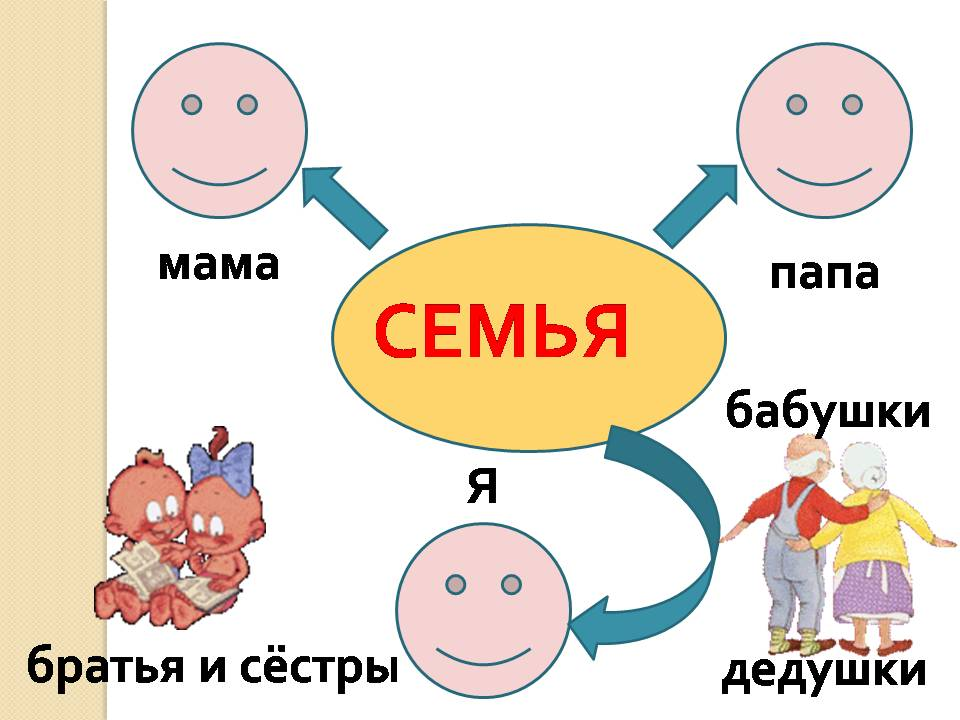 мама
папа
СЕМЬЯ
бабушки
Я
братья и сёстры
дедушки